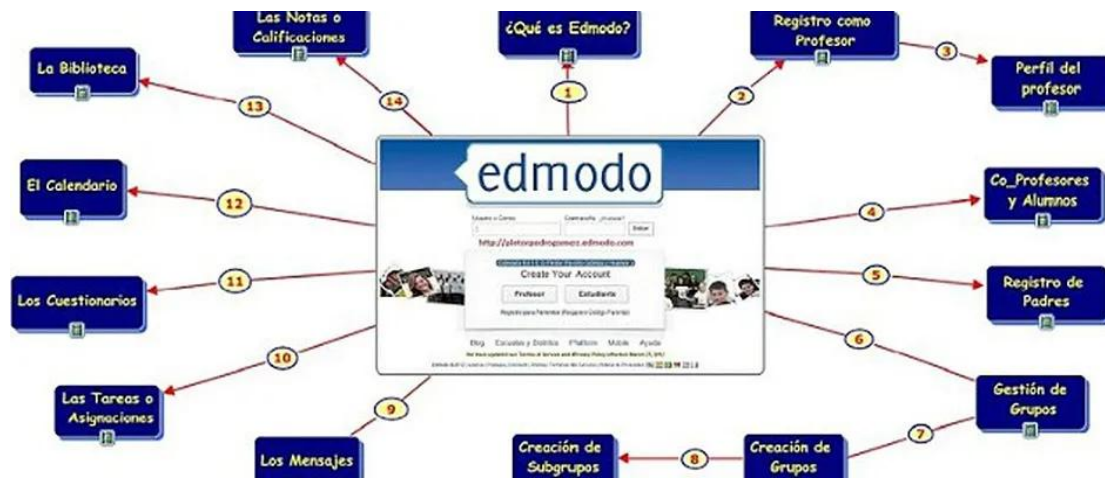 Las Notas o
Calificaciones
¿Qué es Edmodo?
Registro como
Profesor
3
Perfil del
profesor
La Biblioteca
13
14
1
2
edmodo
El Calendario
12
Co_Profesores
y Alumnos
4
http://pintorpedrogomez.edmodo.com
Create Your Account
Profesor
Estudiante
Los Cuestionarios
11
5
Registro de
Padres
Blog
Escuelas y Distritos
Platform
Mobile
Ayuda
10
6
Las Tareas o
Asignaciones
9
Gestión de
Grupos
7
Los Mensajes
Creación de
Subgrupos
8
Creación de
Grupos